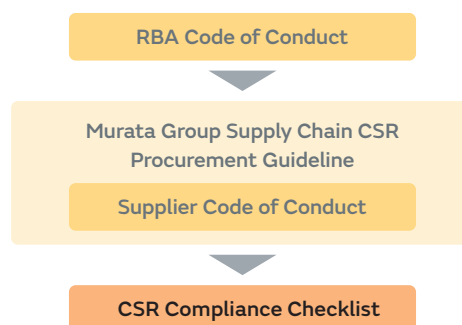 RBA Code of Conduct
Murata Group Supply Chain CSR
Procurement Guideline
Supplier Code of Conduct
CSR Compliance Checklist